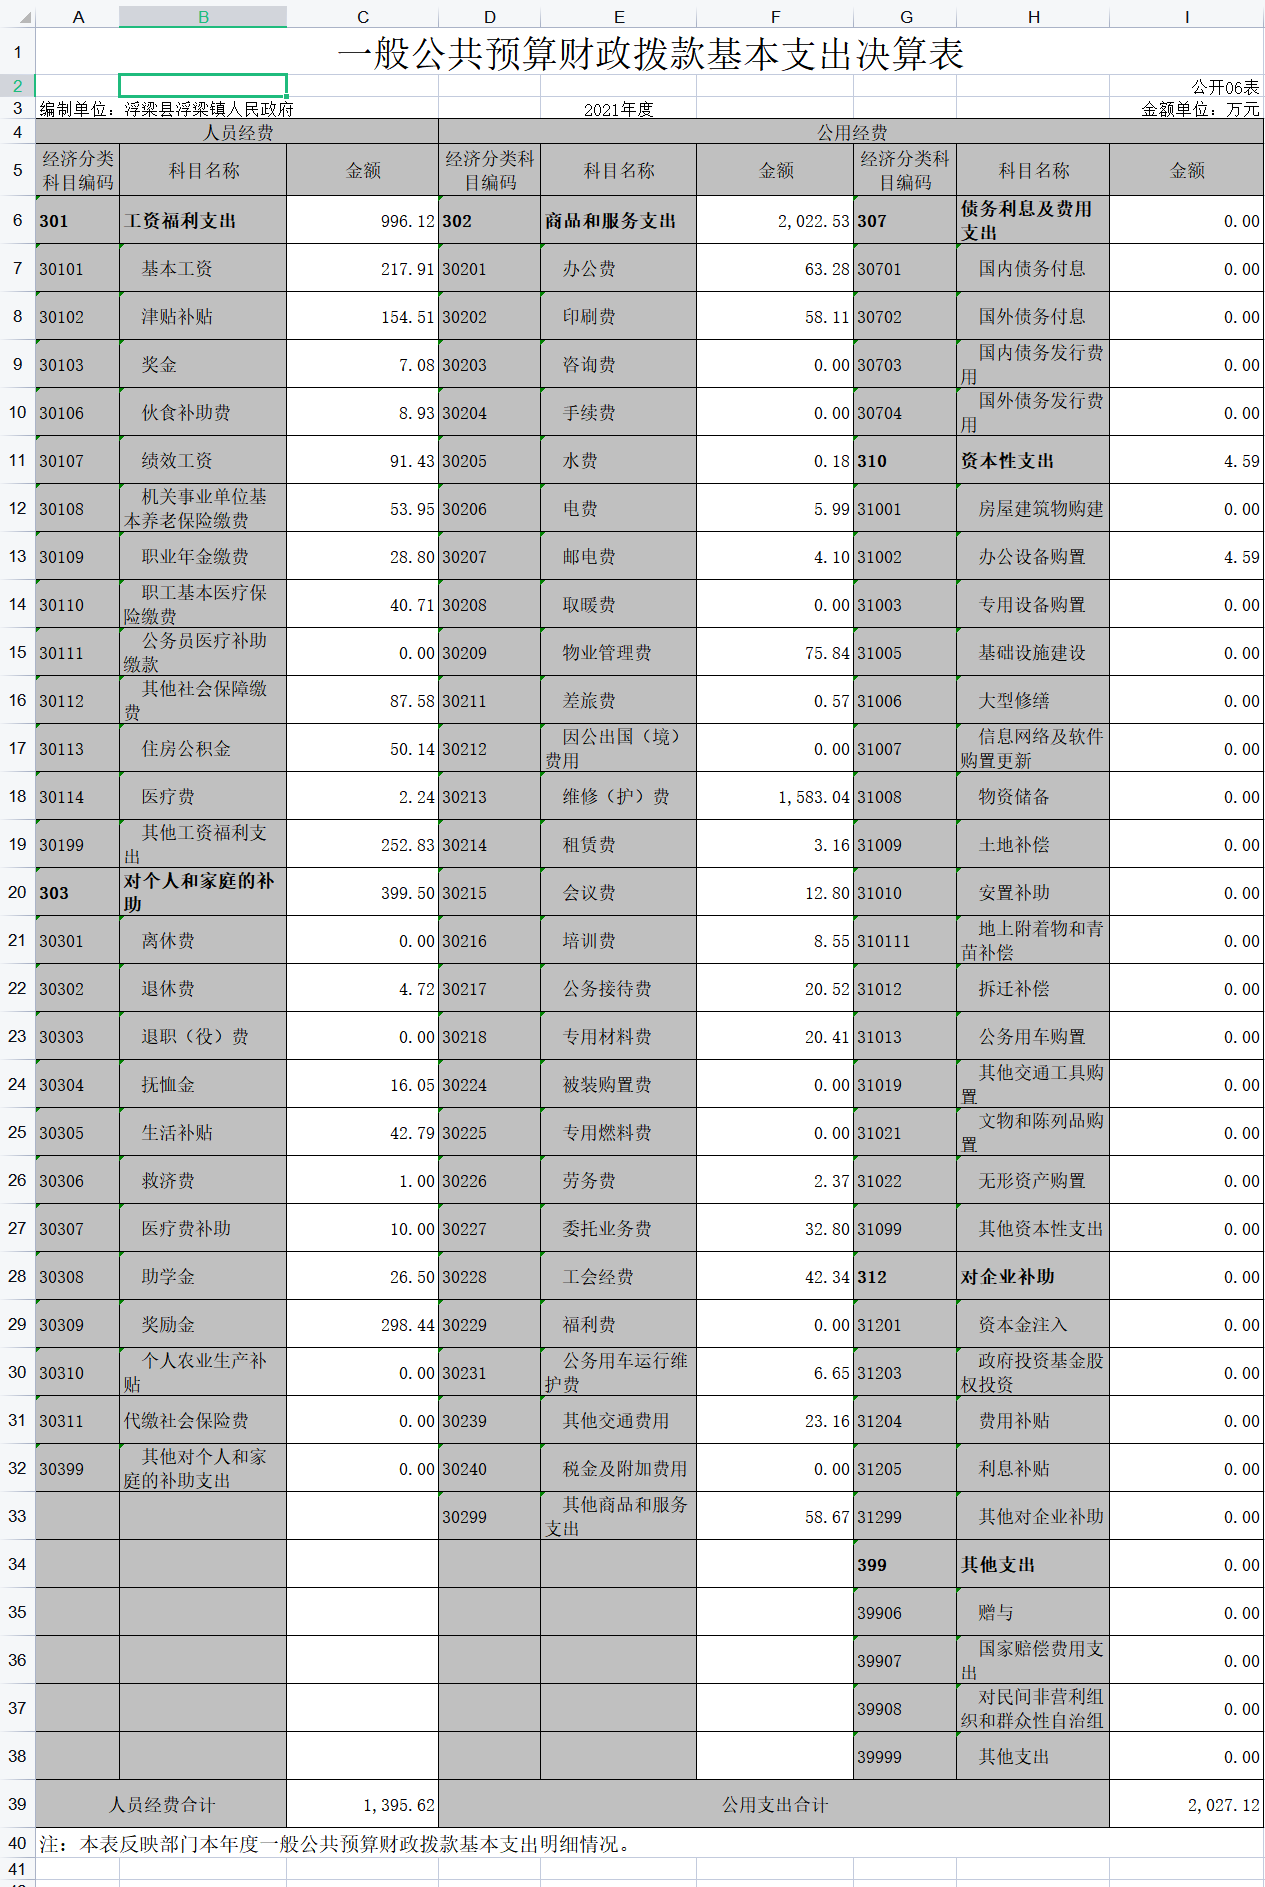 A B C D E F G H I
1 一般公共预算财政拨款基本支出决算表
2 公开06表
3 编制单位：浮梁县浮梁镇人民政府 2021年度 金额单位：万元
4 人员经费 公用经费
5 经济分类科目编码 科目名称 金额 经济分类科目编码 科目名称 金额 经济分类科目编码 科目名称 金额
6 301 工资福利支出 996.12 302 商品和服务支出 2,022.53 307 债务利息及费用支出 0.00
7 30101 基本工资 217.91 30201 办公费 63.28 30701 国内债务付息 0.00
8 30102 津贴补贴 154.51 30202 印刷费 58.11 30702 国外债务付息 0.00
9 30103 奖金 7.08 30203 咨询费 0.00 30703 国内债务发行费用 0.00
10 30106 伙食补助费 8.93 30204 手续费 0.00 30704 国外债务发行费用 0.00
11 30107 绩效工资 91.43 30205 水费 0.18 310 资本性支出 4.59
12 30108 机关事业单位基本养老保险缴费 53.95 30206 电费 5.99 31001 房屋建筑物购建 0.00
13 30109 职业年金缴费 28.80 30207 邮电费 4.10 31002 办公设备购置 4.59
14 30110 职工基本医疗保险缴费 40.71 30208 取暖费 0.00 31003 专用设备购置 0.00
15 30111 公务员医疗补助缴款 0.00 30209 物业管理费 75.84 31005 基础设施建设 0.00
16 30112 其他社会保障缴费 87.58 30211 差旅费 0.57 31006 大型修缮 0.00
17 30113 住房公积金 50.14 30212 因公出国（境）费用 0.00 31007 信息网络及软件购置更新 0.00
18 30114 医疗费 2.24 30213 维修（护）费 1,583.04 31008 物资储备 0.00
19 30199 其他工资福利支出 252.83 30214 租赁费 3.16 31009 土地补偿 0.00
20 303 对个人和家庭的补助 399.50 30215 会议费 12.80 31010 安置补助 0.00
21 30301 离休费 0.00 30216 培训费 8.55 310111 地上附着物和青苗补偿 0.00
22 30302 退休费 4.72 30217 公务接待费 20.52 31012 拆迁补偿 0.00
23 30303 退职（役）费 0.00 30218 专用材料费 20.41 31013 公务用车购置 0.00
24 30304 抚恤金 16.05 30224 被装购置费 0.00 31019 其他交通工具购置 0.00
25 30305 生活补贴 42.79 30225 专用燃料费 0.00 31021 文物和陈列品购置 0.00
26 30306 救济费 1.00 30226 劳务费 2.37 31022 无形资产购置 0.00
27 30307 医疗费补助 10.00 30227 委托业务费 32.80 31099 其他资本性支出 0.00
28 30308 助学金 26.50 30228 工会经费 42.34 312 对企业补助 0.00
29 30309 奖励金 298.44 30229 福利费 0.00 31201 资本金注入 0.00
30 30310 个人农业生产补贴 0.00 30231 公务用车运行维护费 6.65 31203 政府投资基金股权投资 0.00
31 30311 代缴社会保险费 0.00 30239 其他交通费用 23.16 31204 费用补贴 0.00
32 30399 其他对个人和家庭的补助支出 0.00 30240 税金及附加费用 0.00 31205 利息补贴 0.00
33 30299 其他商品和服务支出 58.67 31299 其他对企业补助 0.00
34 399 其他支出 0.00
35 39906 赠与 0.00
36 39907 国家赔偿费用支出 0.00
37 39908 对民间非营利组织和群众性自治组 0.00
38 39999 其他支出 0.00
39 人员经费合计 1,395.62 公用支出合计 2,027.12
40 注：本表反映部门本年度一般公共预算财政拨款基本支出明细情况。
41